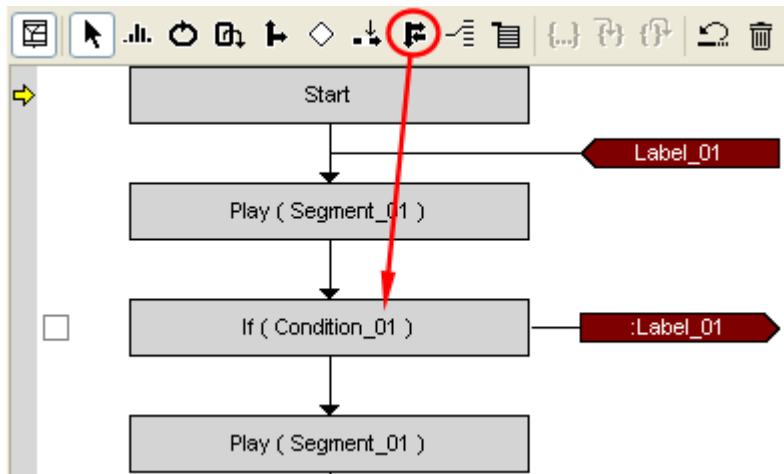 Start
Label_01
Play ( Segment_01 )
If ( Condition_01 )
:Label_01
Play ( Segment_01 )